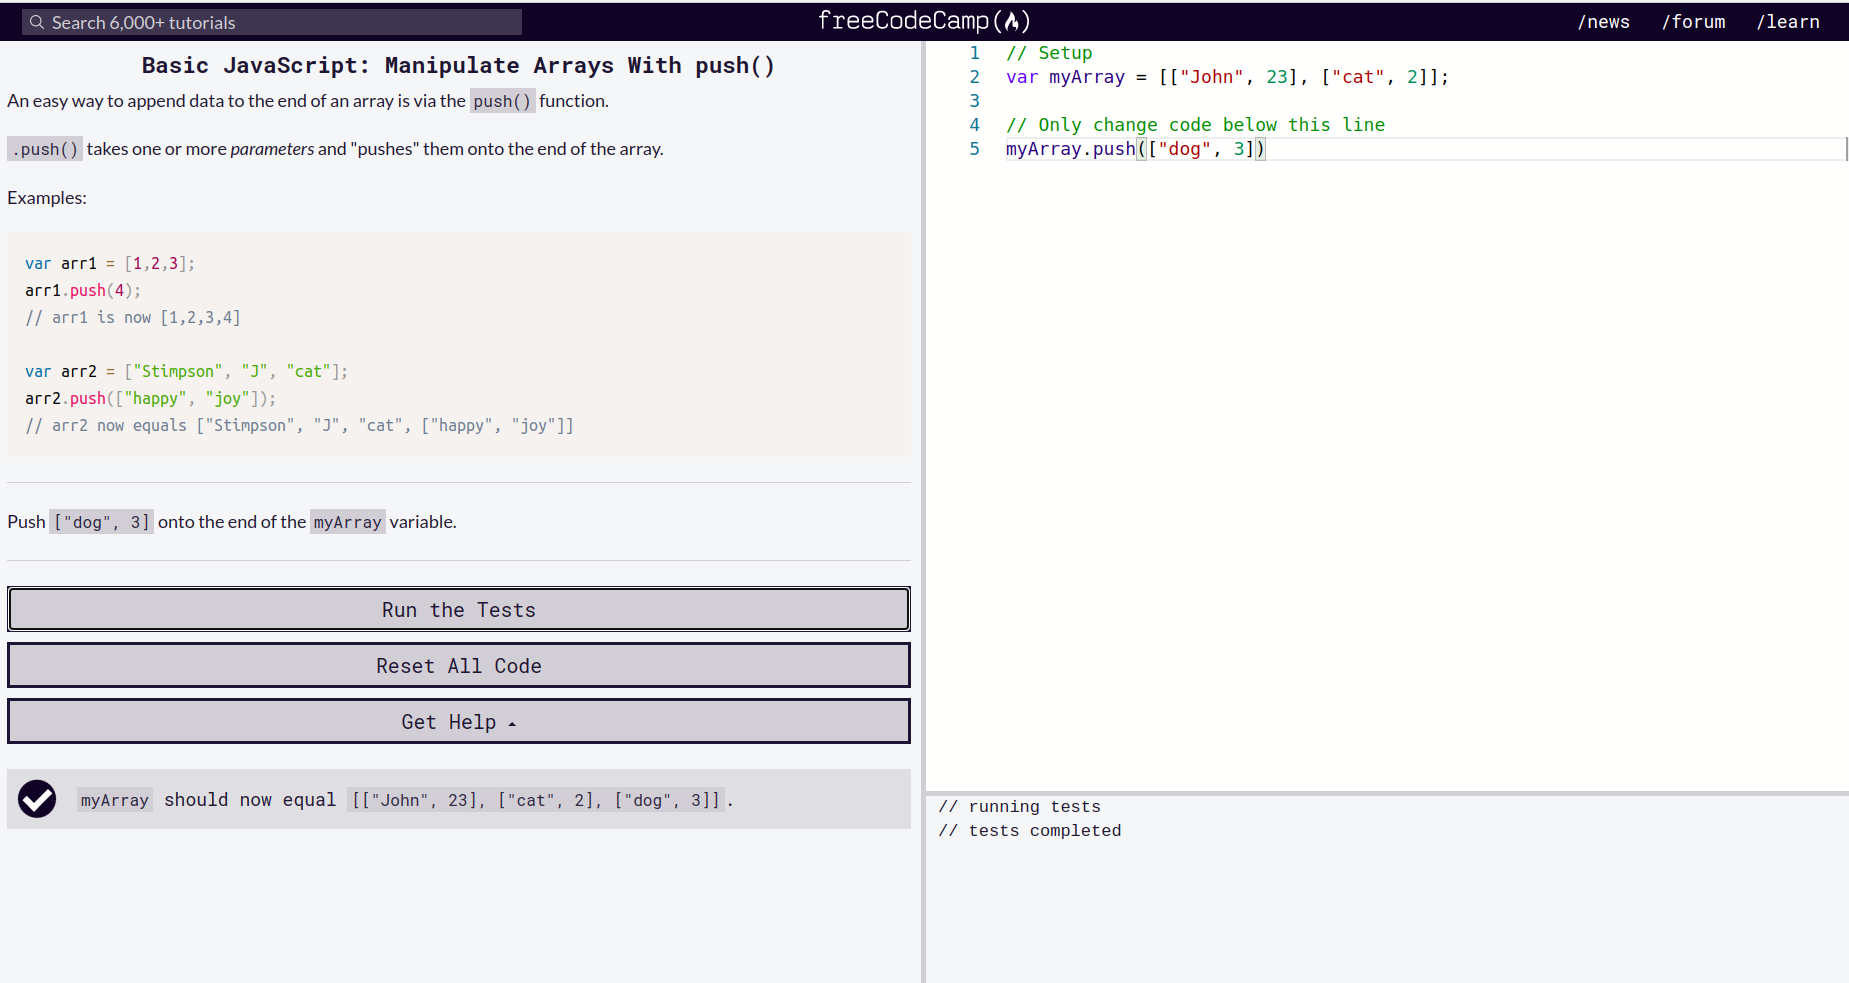 Search 6,000+ tutorials
freeCodeCamp(🔥)
/news /forum /learn
Basic JavaScript: Manipulate Arrays With push()
An easy way to append data to the end of an array is via the push() function.
.push() takes one or more parameters and "pushes" them onto the end of the array.
Examples:
var arr1 = [1,2,3];
arr1.push(4);
// arr1 is now [1,2,3,4]
var arr2 = ["Stimpson", "J", "cat"];
arr2.push(["happy", "joy"]);
// arr2 now equals ["Stimpson", "J", "cat", ["happy", "joy"]]
Push ["dog", 3] onto the end of the myArray variable.
Run the Tests
Reset All Code
Get Help
myArray should now equal [["John", 23], ["cat", 2], ["dog", 3]].
1 // Setup
2 var myArray = [["John", 23], ["cat", 2]];
3
4 // Only change code below this line
5 myArray.push(["dog", 3])
// running tests
// tests completed